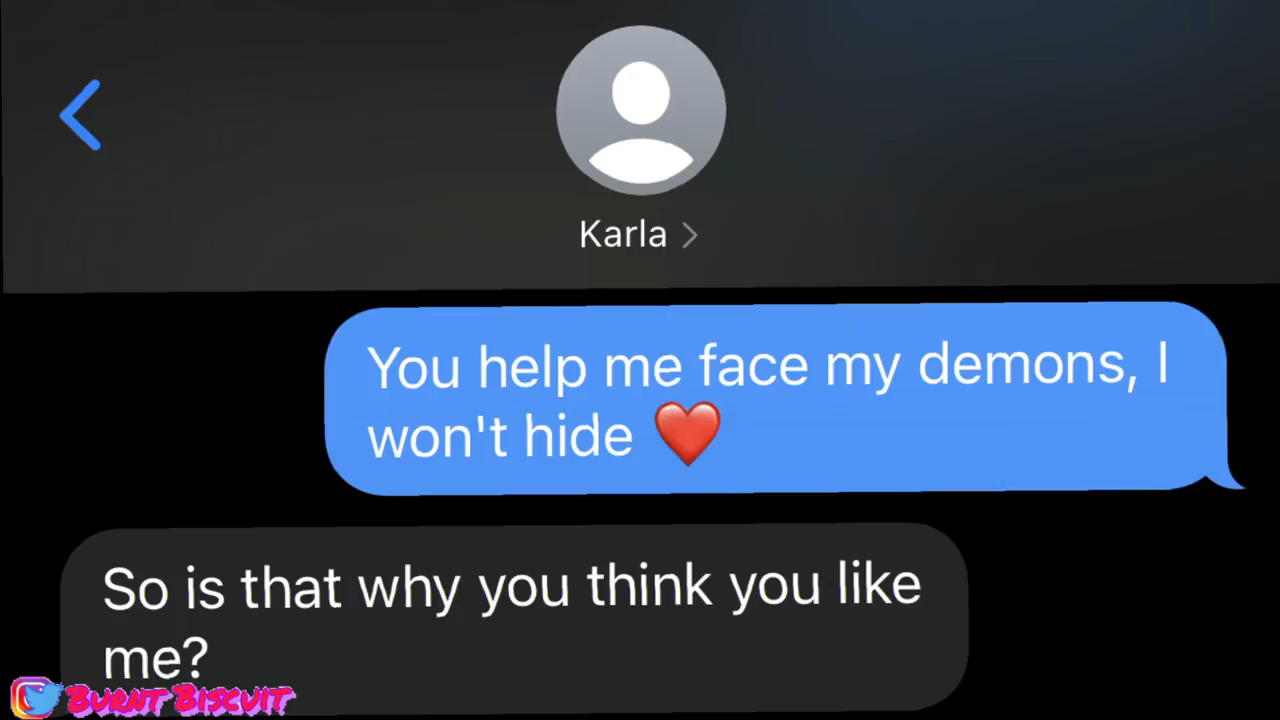 Karla
You help me face my demons, I
won't hide ❤️
So is that why you think you like
me?
Burnt Biscuit